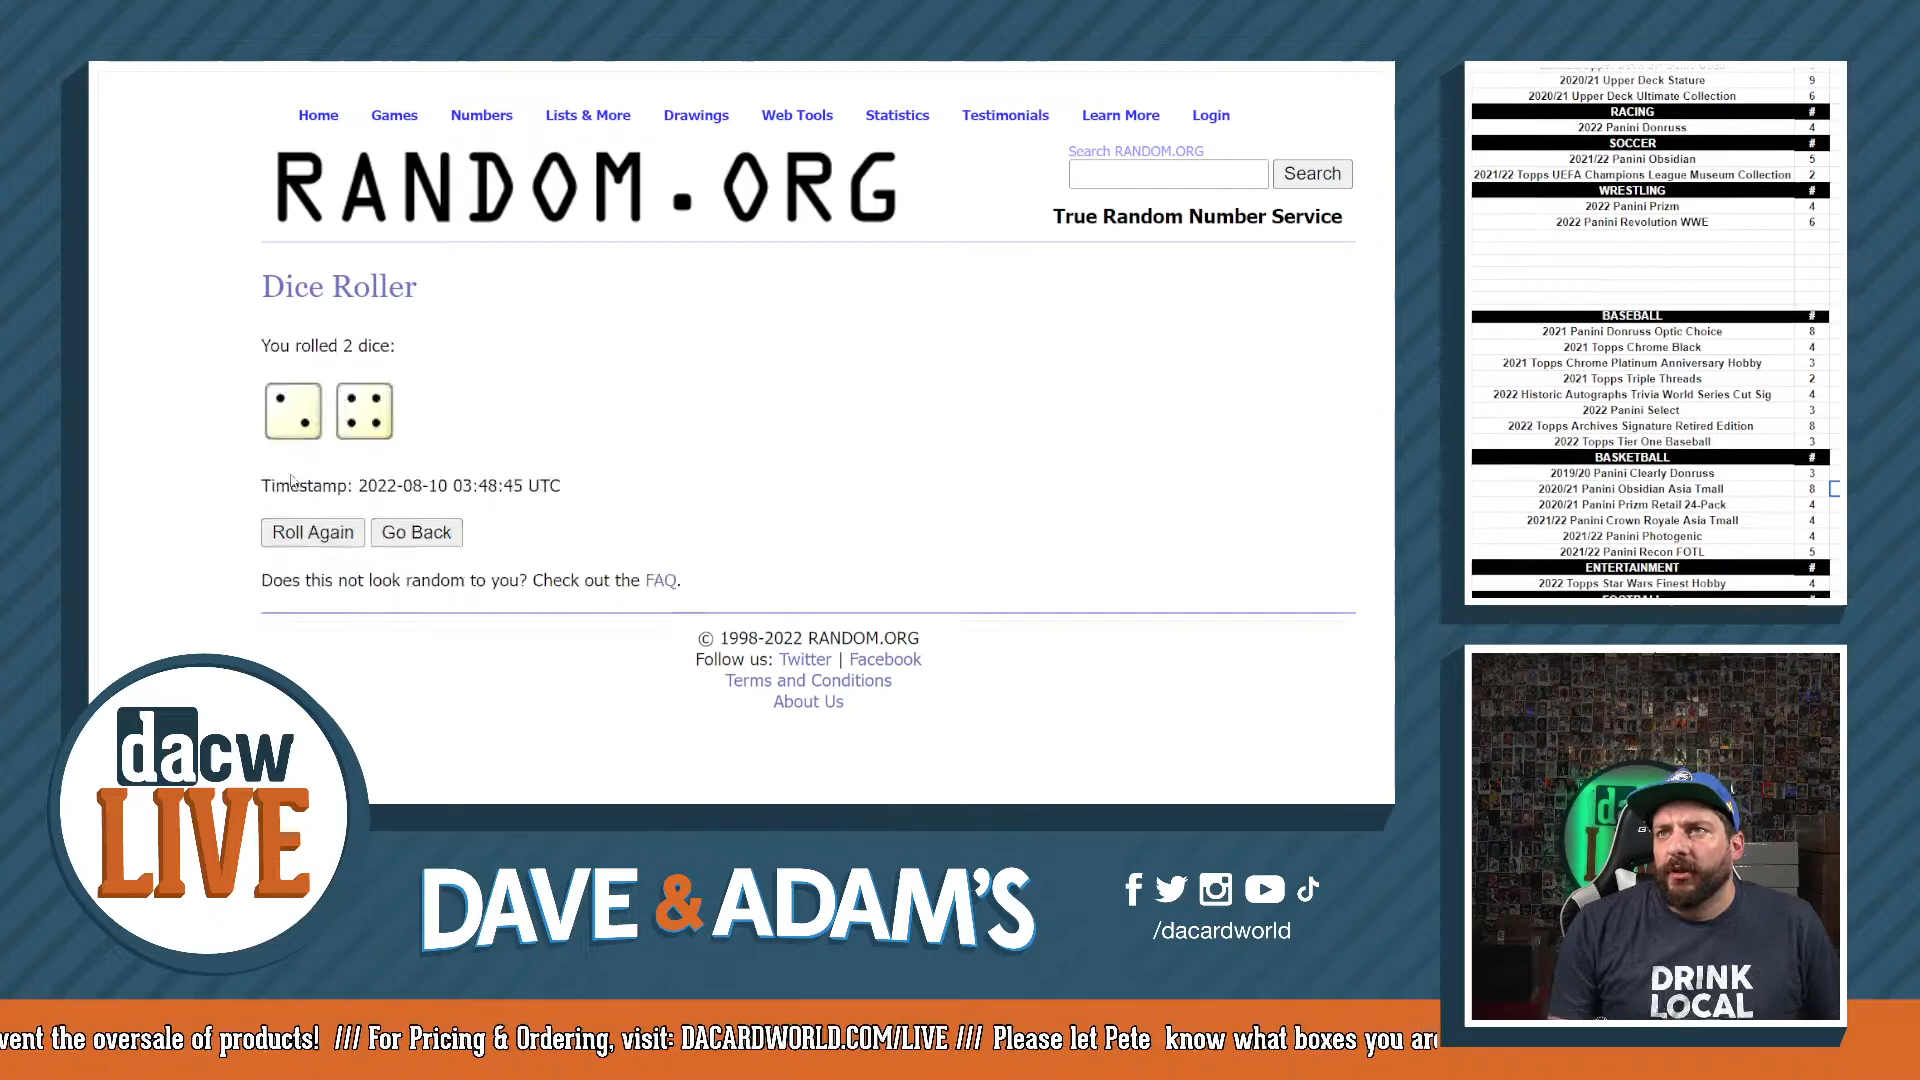 Home Games Numbers Lists & More Drawings Web Tools Statistics Testimonials Learn More Login
RANDOM.ORG
Search RANDOM.ORG
Search
True Random Number Service
Dice Roller
You rolled 2 dice:
Timestamp: 2022-08-10 03:48:45 UTC
Roll Again Go Back
Does this not look random to you? Check out the FAQ.
© 1998-2022 RANDOM.ORG
Follow us: Twitter | Facebook
Terms and Conditions
About Us
2020/21 Upper Deck Stature 9
2020/21 Upper Deck Ultimate Collection 6
RACING #
2022 Panini Donruss 4
SOCCER #
2021/22 Panini Obsidian 5
2021/22 Topps UEFA Champions League Museum Collection 2
WRESTLING #
2022 Panini Prizm 4
2022 Panini Revolution WWE 6
BASEBALL #
2021 Panini Donruss Optic Choice 8
2021 Topps Chrome Black 4
2021 Topps Chrome Platinum Anniversary Hobby 3
2021 Topps Triple Threads 2
2022 Historic Autographs Trivia World Series Cut Sig 4
2022 Panini Select 3
2022 Topps Archives Signature Retired Edition 8
2022 Topps Tier One Baseball 3
BASKETBALL #
2019/20 Panini Clearly Donruss 3
2020/21 Panini Obsidian Asia Tmall 8
2020/21 Panini Prizm Retail 24-Pack 4
2021/22 Panini Crown Royale Asia Tmall 4
2021/22 Panini Photogenic 4
2021/22 Panini Recon FOTL 5
ENTERTAINMENT #
2022 Topps Star Wars Finest Hobby 4
dacw
LIVE
DAVE & ADAM'S
/dacardworld
DRINK
LOCAL
vent the oversale of products! /// For Pricing & Ordering, visit: DACARDWORLD.COM/LIVE /// Please let Pete know what boxes you are